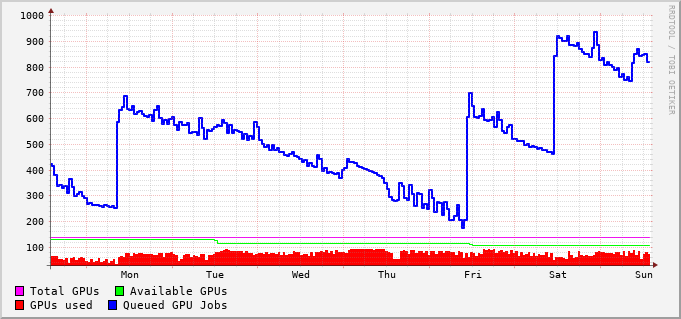 1000
900
800
700
600
500
400
300
200
100
Mon Tue Wed Thu Fri Sat Sun
Total GPUs Available GPUs
GPUs used Queued GPU Jobs
RRDTOOL / TOBI OETIKER